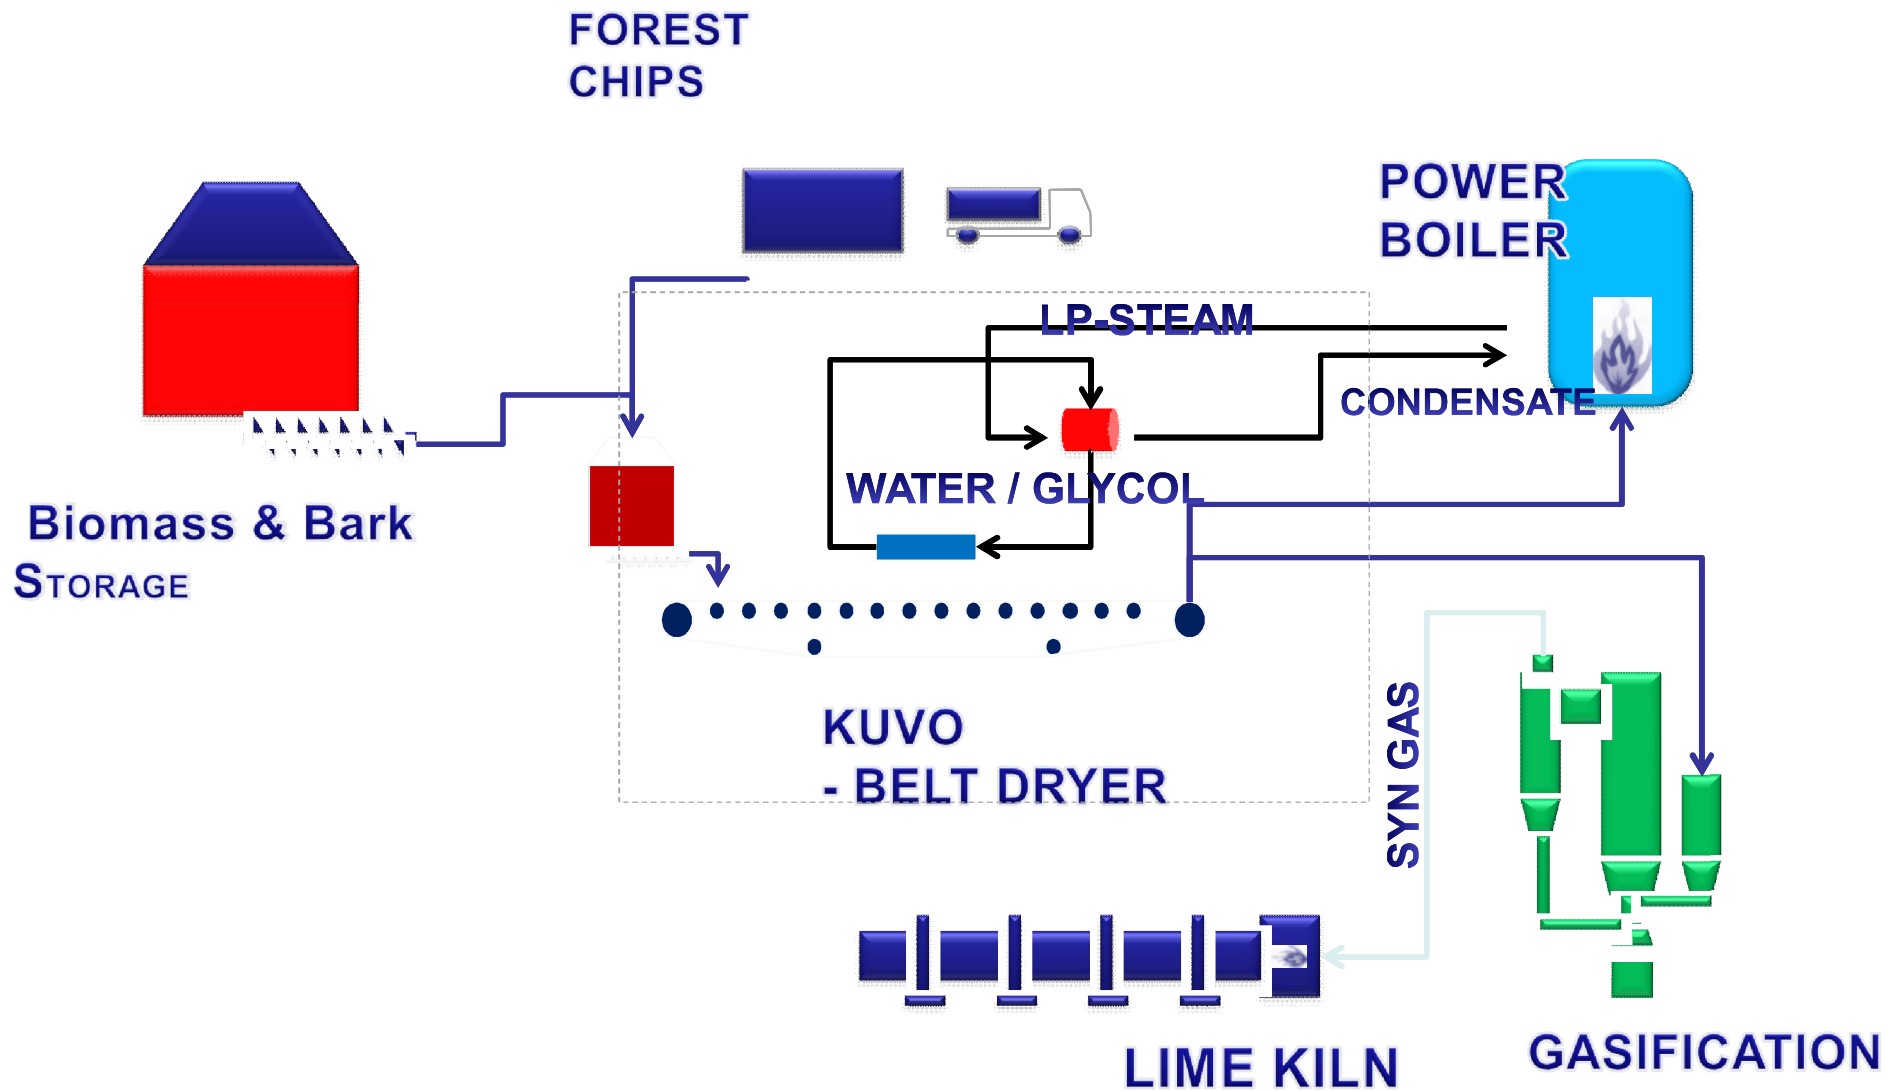 FOREST
CHIPS
POWER
BOILER
LP-STEAM
CONDENSATE
WATER / GLYCOL
Biomass & Bark
STORAGE
KUVO
- BELT DRYER
SYN GAS
LIME KILN
GASIFICATION